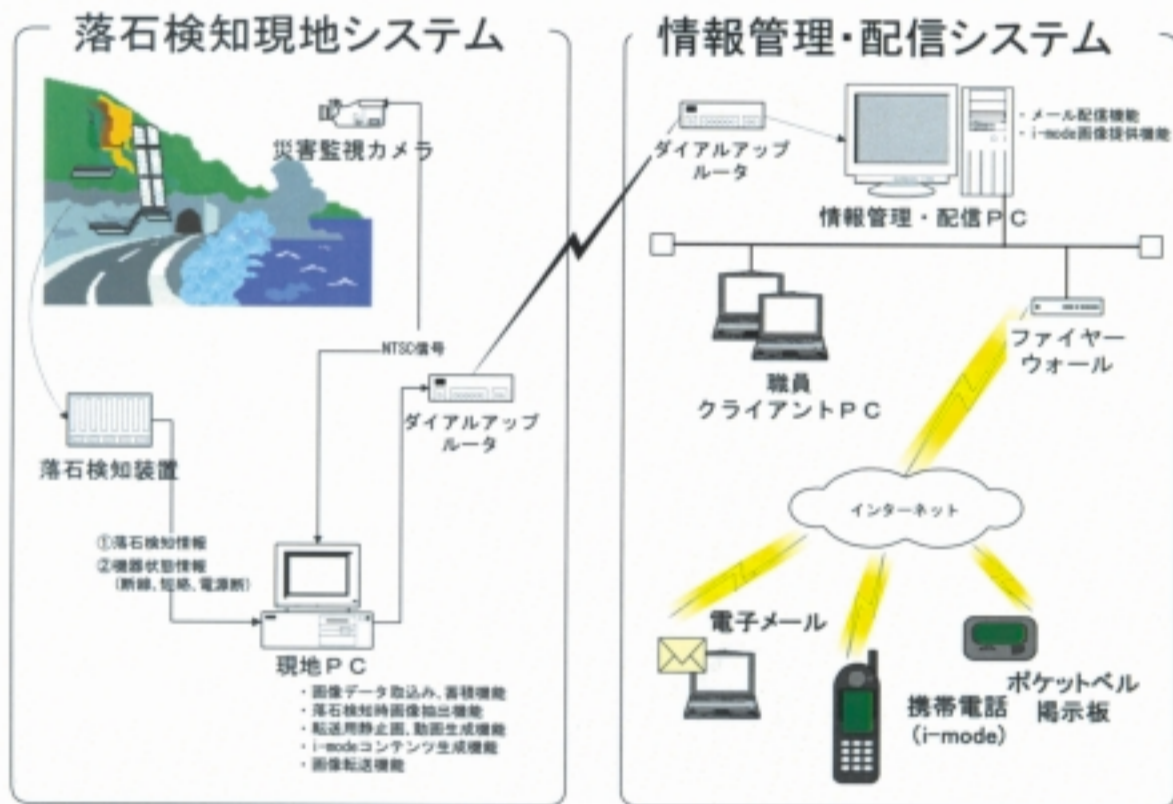 落石検知現地システム
災害監視カメラ
NTSC信号
ダイアルアップ
ルータ
落石検知装置
①落石検知情報
②機器状態情報
(断線、短絡、電源断)
現地PC
・画像データ取込み、蓄積機能
・落石検知時画像抽出機能
・転送用静止画、動画生成機能
・i-modeコンテンツ生成機能
・画像転送機能
情報管理・配信システム
ダイアルアップ
ルータ
・メール配信機能
・i-mode画像提供機能
情報管理・配信PC
職員
クライアントPC
ファイヤー
ウォール
インターネット
電子メール
携帯電話
(i-mode)
ポケットベル
掲示板